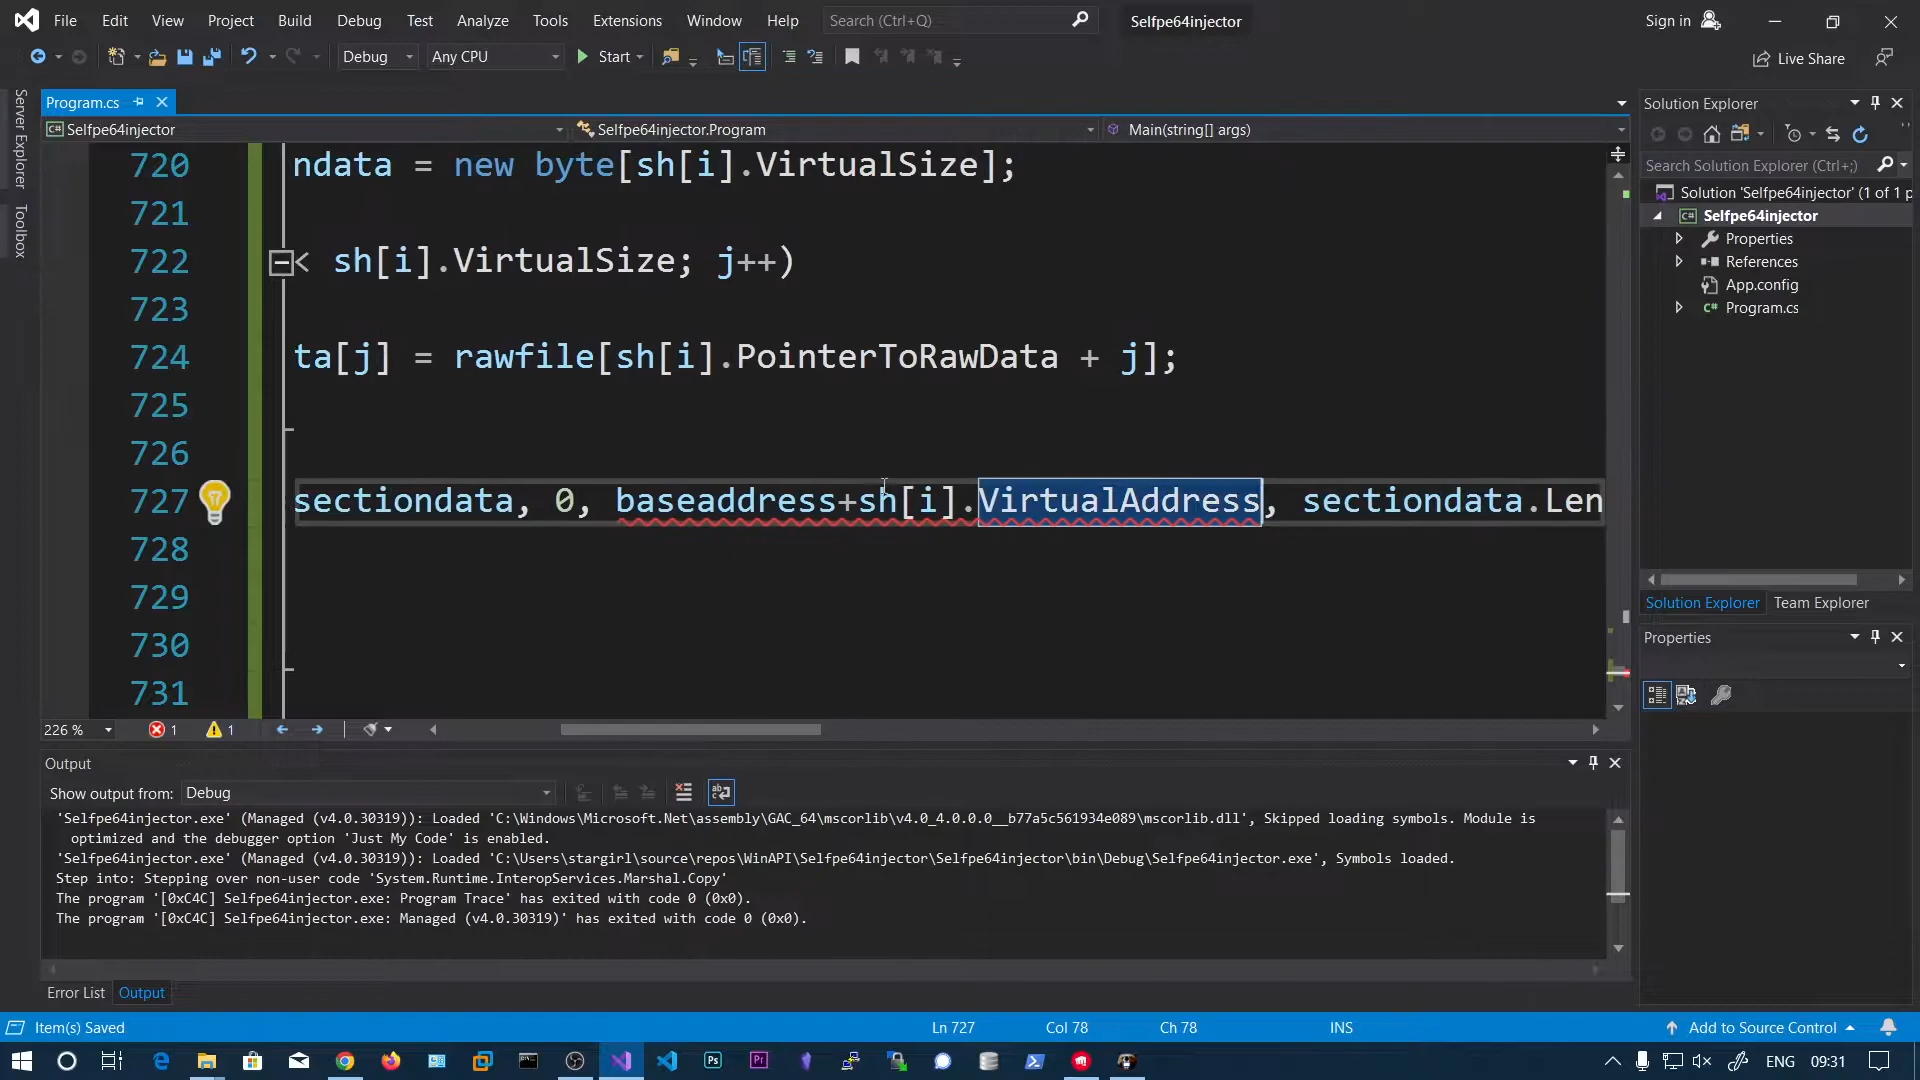 File Edit View Project Build Debug Test Analyze Tools Extensions Window Help Search (Ctrl+Q) Selfpe64injector Sign in
Debug Any CPU Start Live Share
Server Explorer
Toolbox
Program.cs
Selfpe64injector Selfpe64injector.Program Main(string[] args)
720 ndata = new byte[sh[i].VirtualSize];
721
722 < sh[i].VirtualSize; j++)
723
724 ta[j] = rawfile[sh[i].PointerToRawData + j];
725
726
727 sectiondata, 0, baseaddress+sh[i].VirtualAddress, sectiondata.Len
728
729
730
731
226 % 1 1
Output
Show output from: Debug
'Selfpe64injector.exe' (Managed (v4.0.30319)): Loaded 'C:\Windows\Microsoft.Net\assembly\GAC_64\mscorlib\v4.0_4.0.0.0__b77a5c561934e089\mscorlib.dll', Skipped loading symbols. Module is
optimized and the debugger option 'Just My Code' is enabled.
'Selfpe64injector.exe' (Managed (v4.0.30319)): Loaded 'C:\Users\stargirl\source\repos\WinAPI\Selfpe64injector\Selfpe64injector\bin\Debug\Selfpe64injector.exe', Symbols loaded.
Step into: Stepping over non-user code 'System.Runtime.InteropServices.Marshal.Copy'
The program '[0xC4C] Selfpe64injector.exe: Program Trace' has exited with code 0 (0x0).
The program '[0xC4C] Selfpe64injector.exe: Managed (v4.0.30319)' has exited with code 0 (0x0).
Error List Output
Solution Explorer
Search Solution Explorer (Ctrl+;)
Solution 'Selfpe64injector' (1 of 1 p
Selfpe64injector
Properties
References
App.config
C# Program.cs
Solution Explorer Team Explorer
Properties
Item(s) Saved Ln 727 Col 78 Ch 78 INS Add to Source Control
Ps Pr ENG 09:31